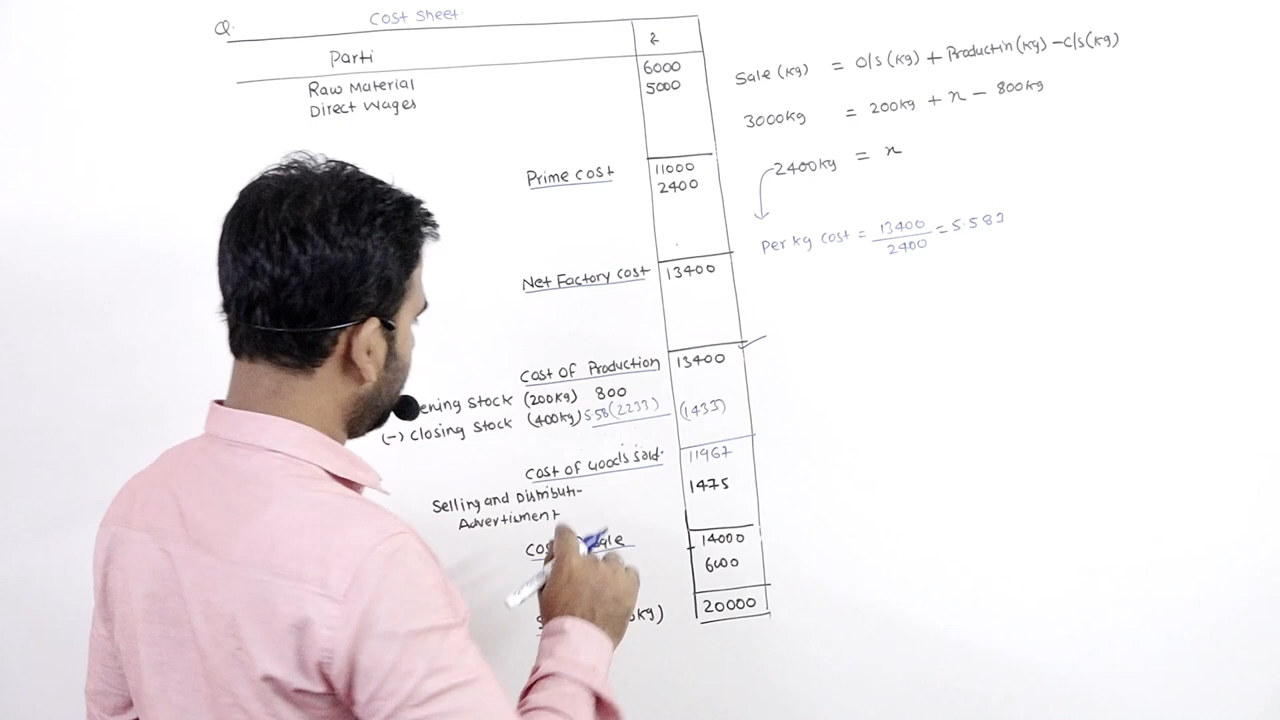 Q. Cost Sheet
Parti ₹
Raw Material 6000
Direct Wages 5000
Prime cost 11000
2400
Net Factory cost 13400
Cost of Production 13400
ening stock (200kg) 800
(-) closing stock (400kg) 5.58 (2233) (1433)
Cost of Goods sold. 11967
Selling and Distributi- 1475
Advertisment
14000
6000
kg) 20000
Sale (kg) = O/S (kg) + Productin (kg) - C/S (kg)
3000kg = 200kg + x - 800kg
2400kg = x
Per kg cost = 13400 / 2400 = 5.583